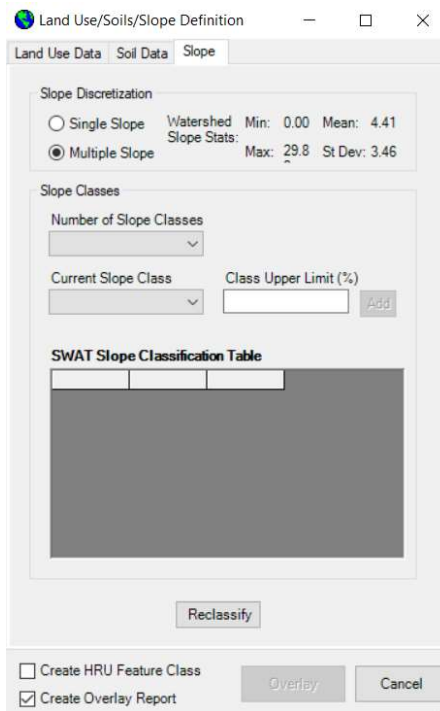 Land Use/Soils/Slope Definition
Land Use Data Soil Data Slope
Slope Discretization
Single Slope
Multiple Slope
Watershed Slope Stats:
Min: 0.00 Mean: 4.41
Max: 29.8 St Dev: 3.46
Slope Classes
Number of Slope Classes
Current Slope Class Class Upper Limit (%)
Add
SWAT Slope Classification Table
Reclassify
Create HRU Feature Class
Create Overlay Report
Overlay Cancel